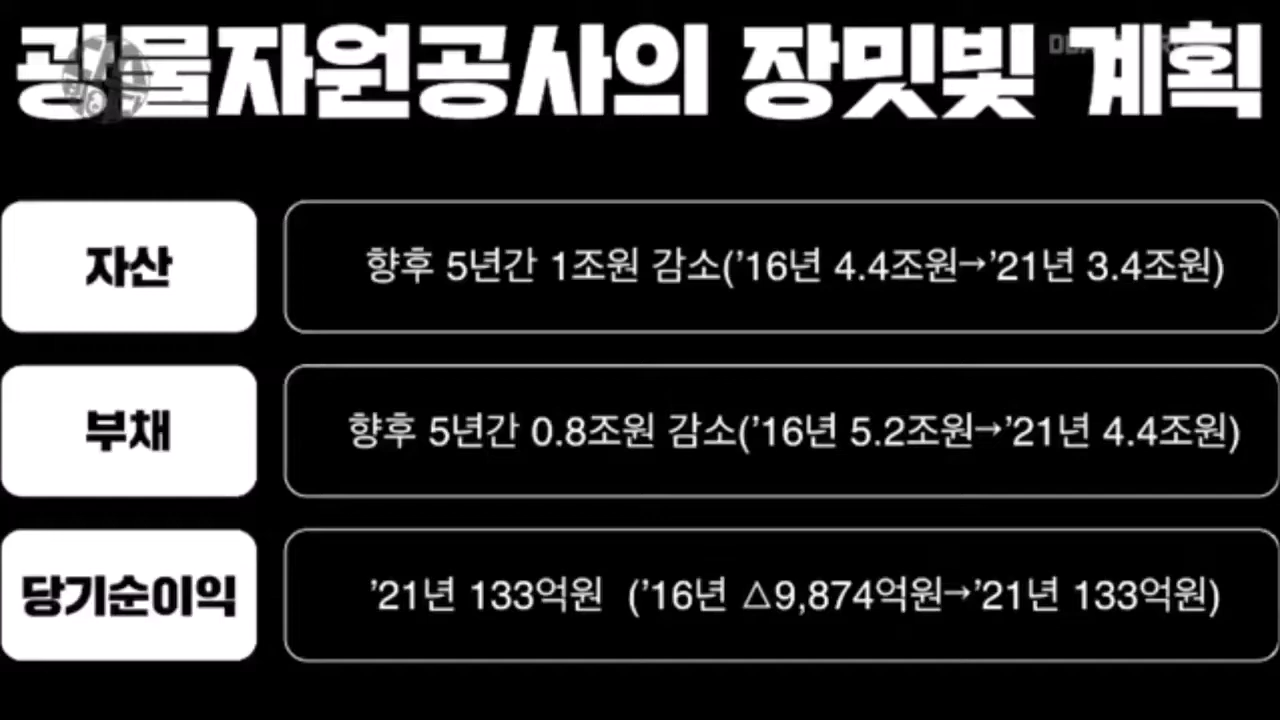 광물자원공사의 장밋빛 계획
자산
향후 5년간 1조원 감소(’16년 4.4조원→’21년 3.4조원)
부채
향후 5년간 0.8조원 감소(’16년 5.2조원→’21년 4.4조원)
당기순이익
’21년 133억원 (’16년 △9,874억원→’21년 133억원)